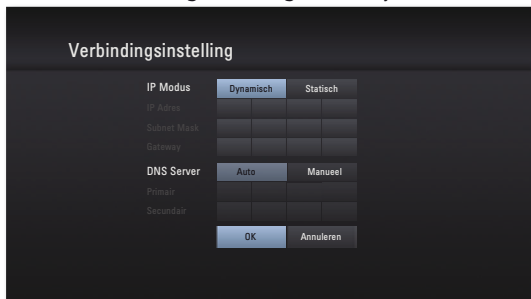 Verbindingsinstelling
IP Modus Dynamisch Statisch
IP Adres
Subnet Mask
Gateway
DNS Server Auto Manueel
Primair
Secundair
OK Annuleren